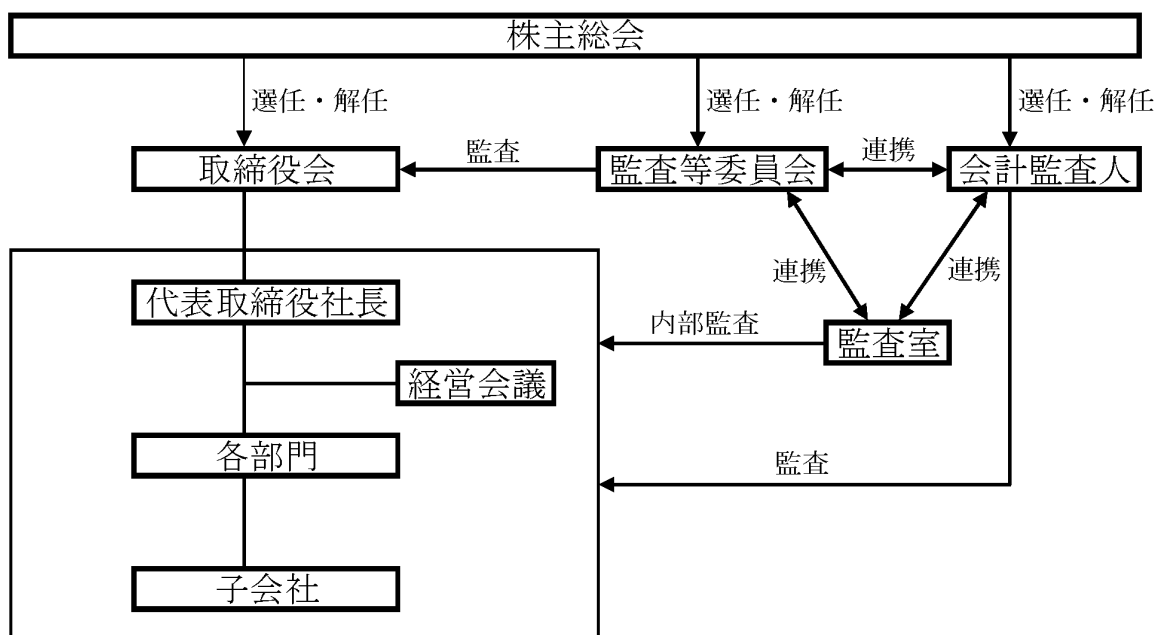 株主総会
選任・解任
選任・解任
選任・解任
取締役会
監査
監査等委員会
連携
会計監査人
連携
連携
代表取締役社長
内部監査
監査室
経営会議
各部門
監査
子会社